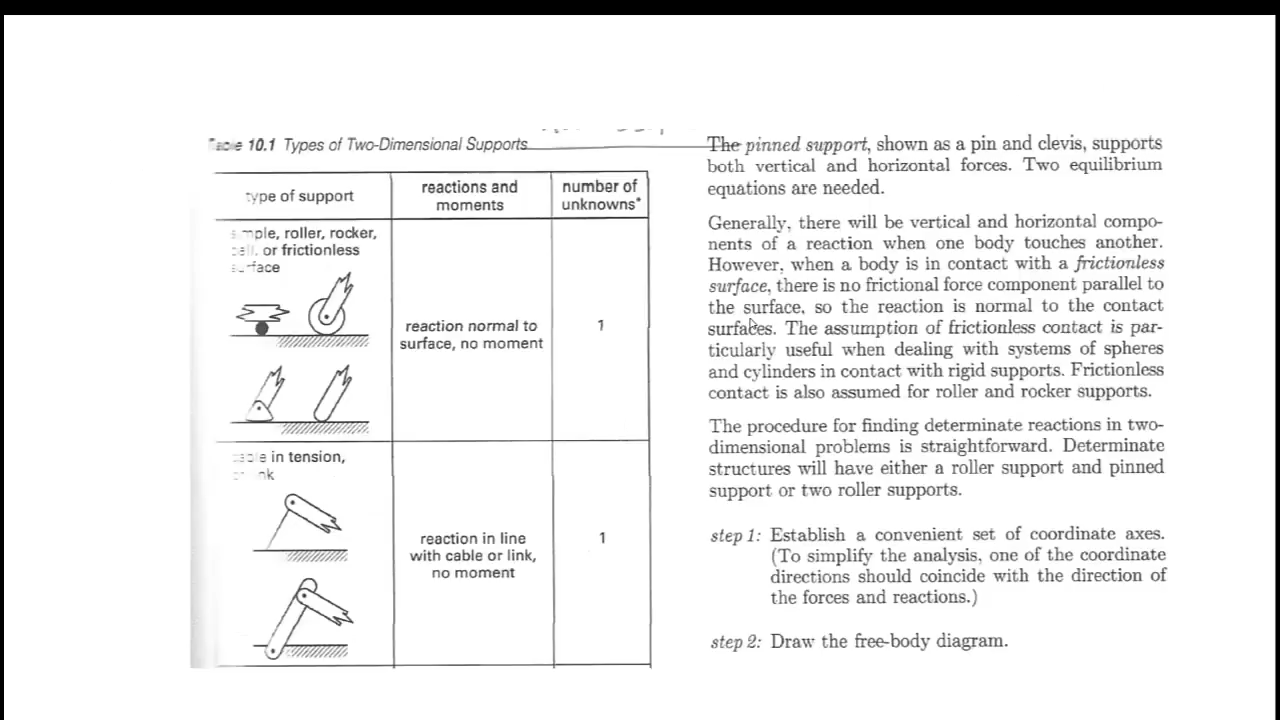 Table 10.1 Types of Two-Dimensional Supports
type of support
reactions and
moments
number of
unknowns*
simple, roller, rocker,
ball, or frictionless
surface
reaction normal to
surface, no moment
1
cable in tension,
or link
reaction in line
with cable or link,
no moment
1
The pinned support, shown as a pin and clevis, supports
both vertical and horizontal forces. Two equilibrium
equations are needed.
Generally, there will be vertical and horizontal compo-
nents of a reaction when one body touches another.
However, when a body is in contact with a frictionless
surface, there is no frictional force component parallel to
the surface, so the reaction is normal to the contact
surfaces. The assumption of frictionless contact is par-
ticularly useful when dealing with systems of spheres
and cylinders in contact with rigid supports. Frictionless
contact is also assumed for roller and rocker supports.
The procedure for finding determinate reactions in two-
dimensional problems is straightforward. Determinate
structures will have either a roller support and pinned
support or two roller supports.
step 1: Establish a convenient set of coordinate axes.
(To simplify the analysis, one of the coordinate
directions should coincide with the direction of
the forces and reactions.)
step 2: Draw the free-body diagram.